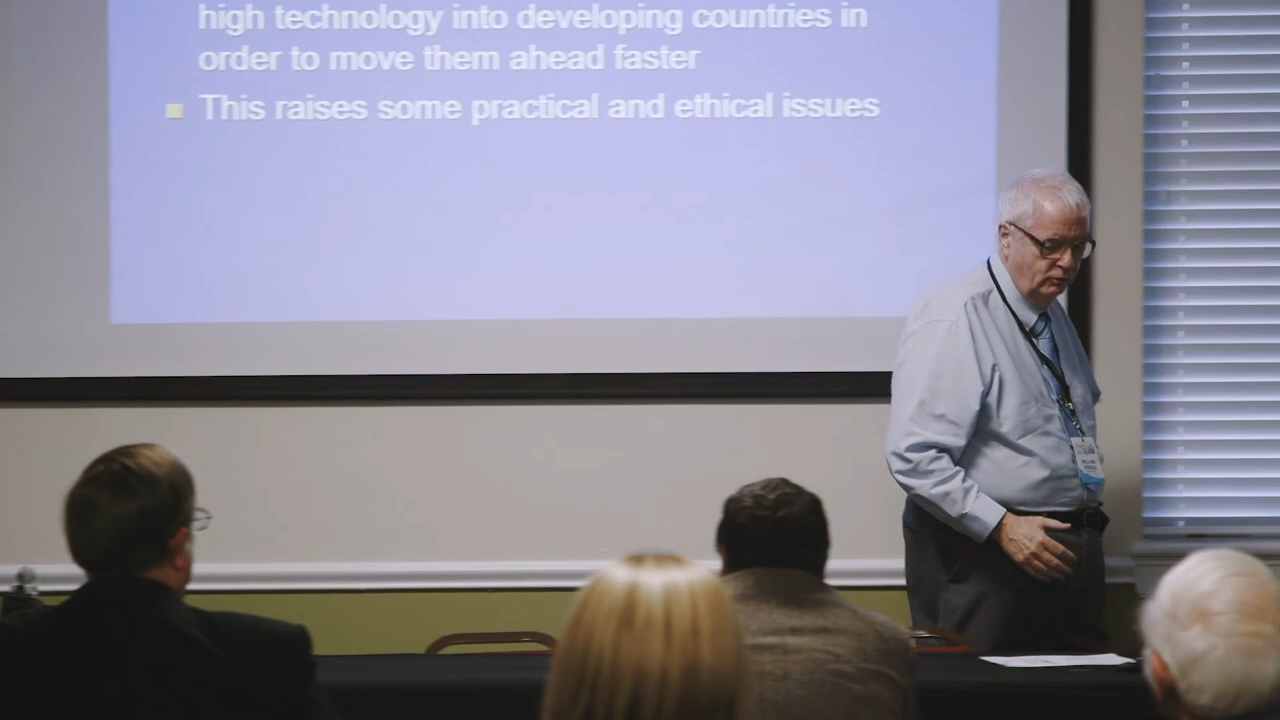 high technology into developing countries in
order to move them ahead faster
This raises some practical and ethical issues